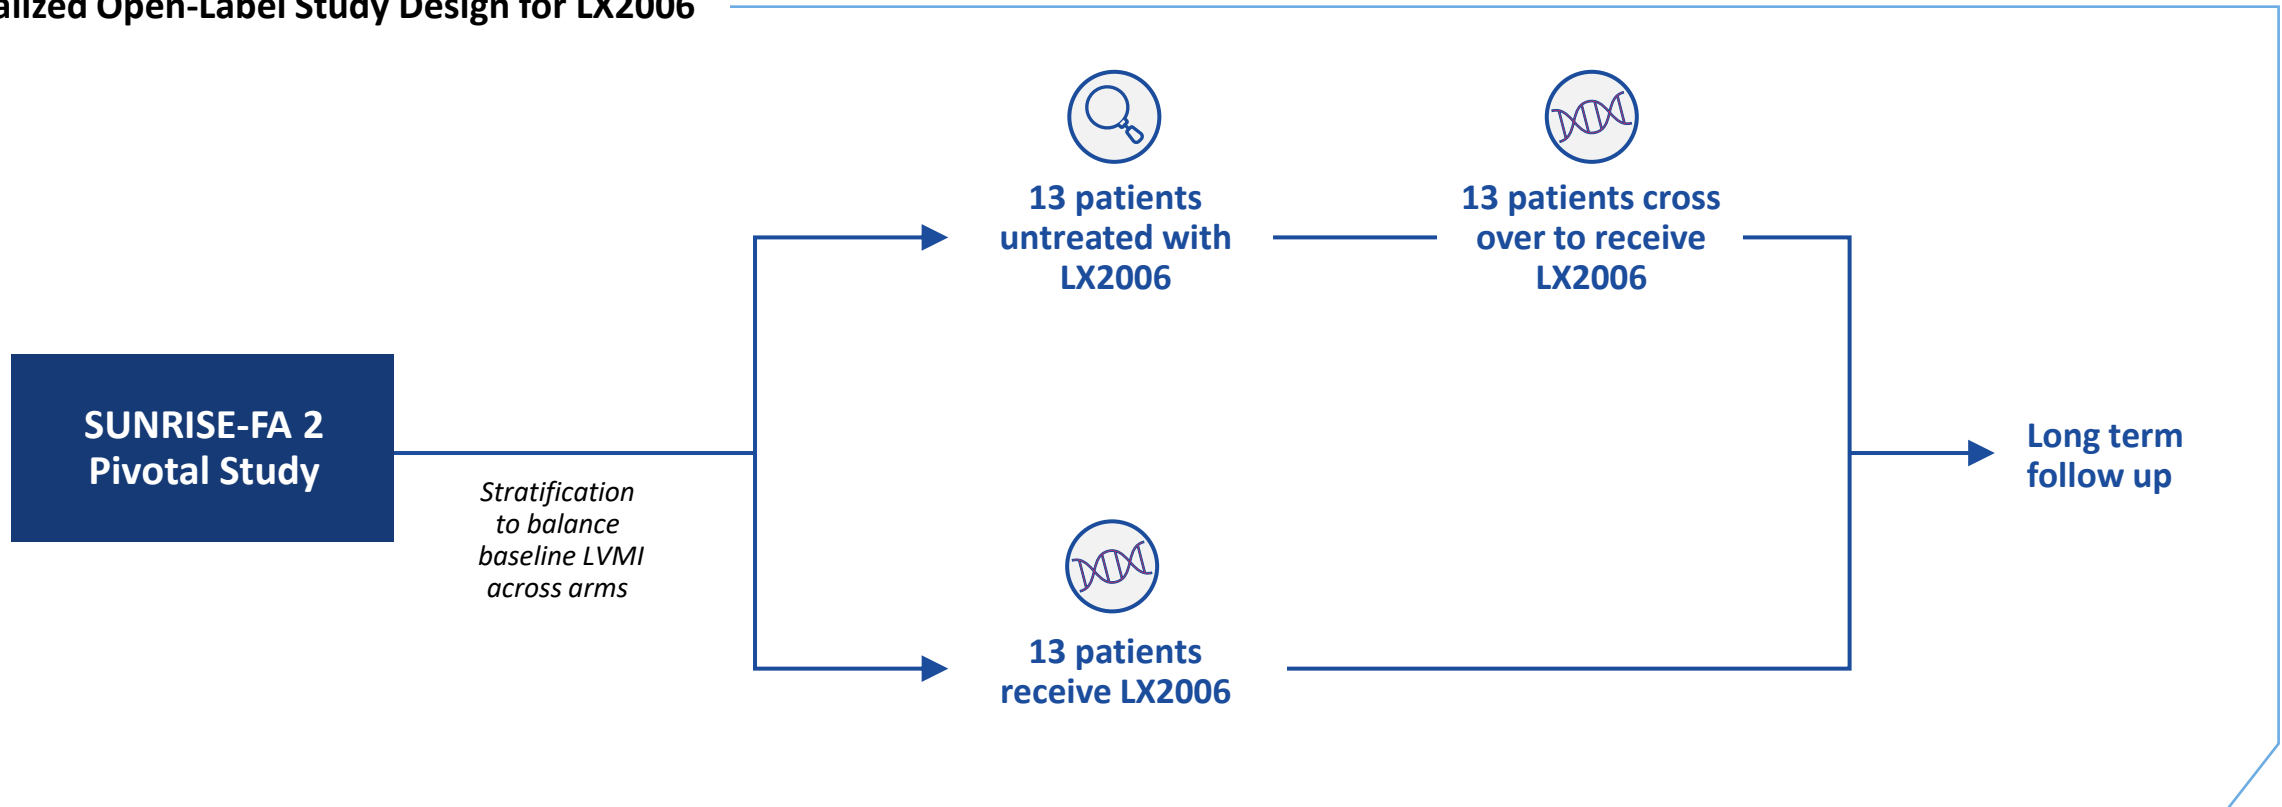 Open-Label Study Design for LX2006
13 patients
untreated with
LX2006
13 patients cross
over to receive
LX2006
SUNRISE-FA 2
Pivotal Study
Stratification
to balance
baseline LVMI
across arms
Long term
follow up
13 patients
receive LX2006